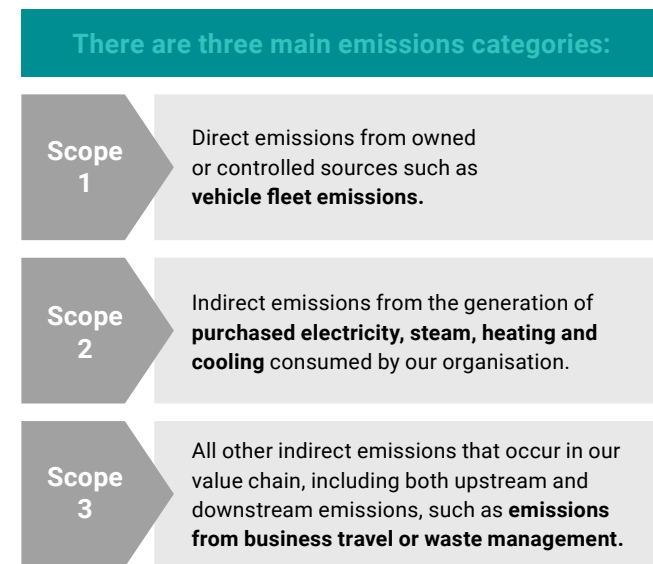 There are three main emissions categories:
Scope
1
Direct emissions from owned
or controlled sources such as
vehicle fleet emissions.
Scope
2
Indirect emissions from the generation of
purchased electricity, steam, heating and
cooling consumed by our organisation.
Scope
3
All other indirect emissions that occur in our
value chain, including both upstream and
downstream emissions, such as emissions
from business travel or waste management.